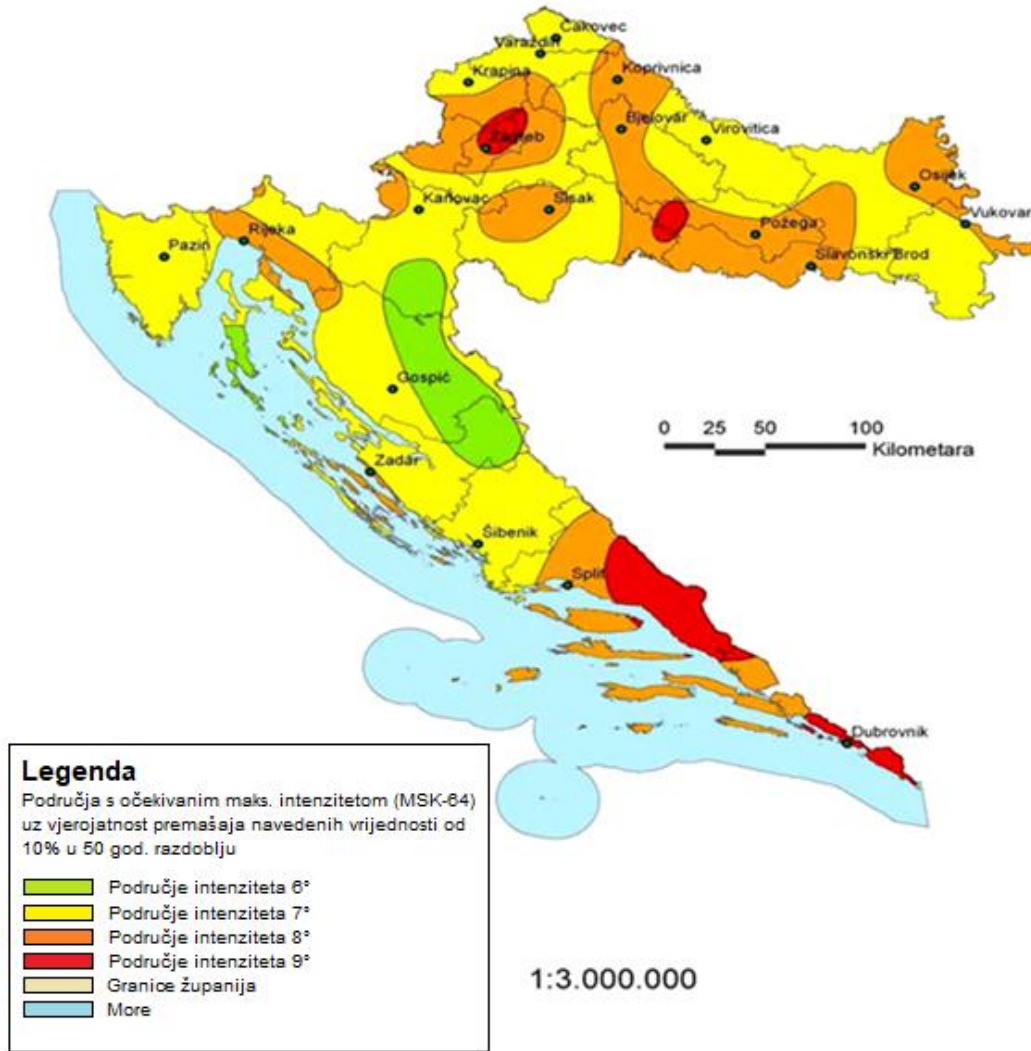 Čakovec
Varaždin
Krapina
Koprivnica
Zagreb
Bjelovar
Virovitica
Osijek
Karlovac
Sisak
Vukovar
Požega
Rijeka
Pazin
Slavonski Brod
Gospić
0 25 50 100
Kilometara
Zadar
Šibenik
Split
Dubrovnik
Legenda
Područja s očekivanim maks. intenzitetom (MSK-64)
uz vjerojatnost premašaja navedenih vrijednosti od
10% u 50 god. razdoblju
Područje intenziteta 6°
Područje intenziteta 7°
Područje intenziteta 8°
Područje intenziteta 9°
Granice županija
More
1:3.000.000